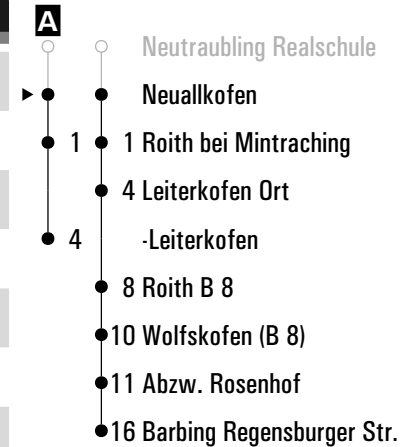 A
Neutraubling Realschule
Neuallkofen
1 1 Roith bei Mintraching
4 Leiterkofen Ort
4 -Leiterkofen
8 Roith B 8
10 Wolfskofen (B 8)
11 Abzw. Rosenhof
16 Barbing Regensburger Str.